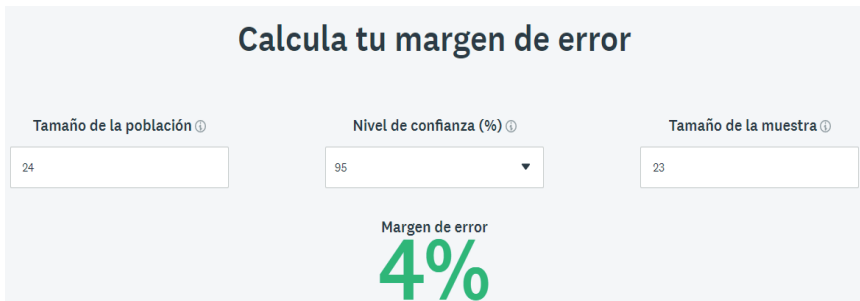 Calcula tu margen de error
Tamaño de la población
Nivel de confianza (%)
Tamaño de la muestra
24
95
23
Margen de error
4%